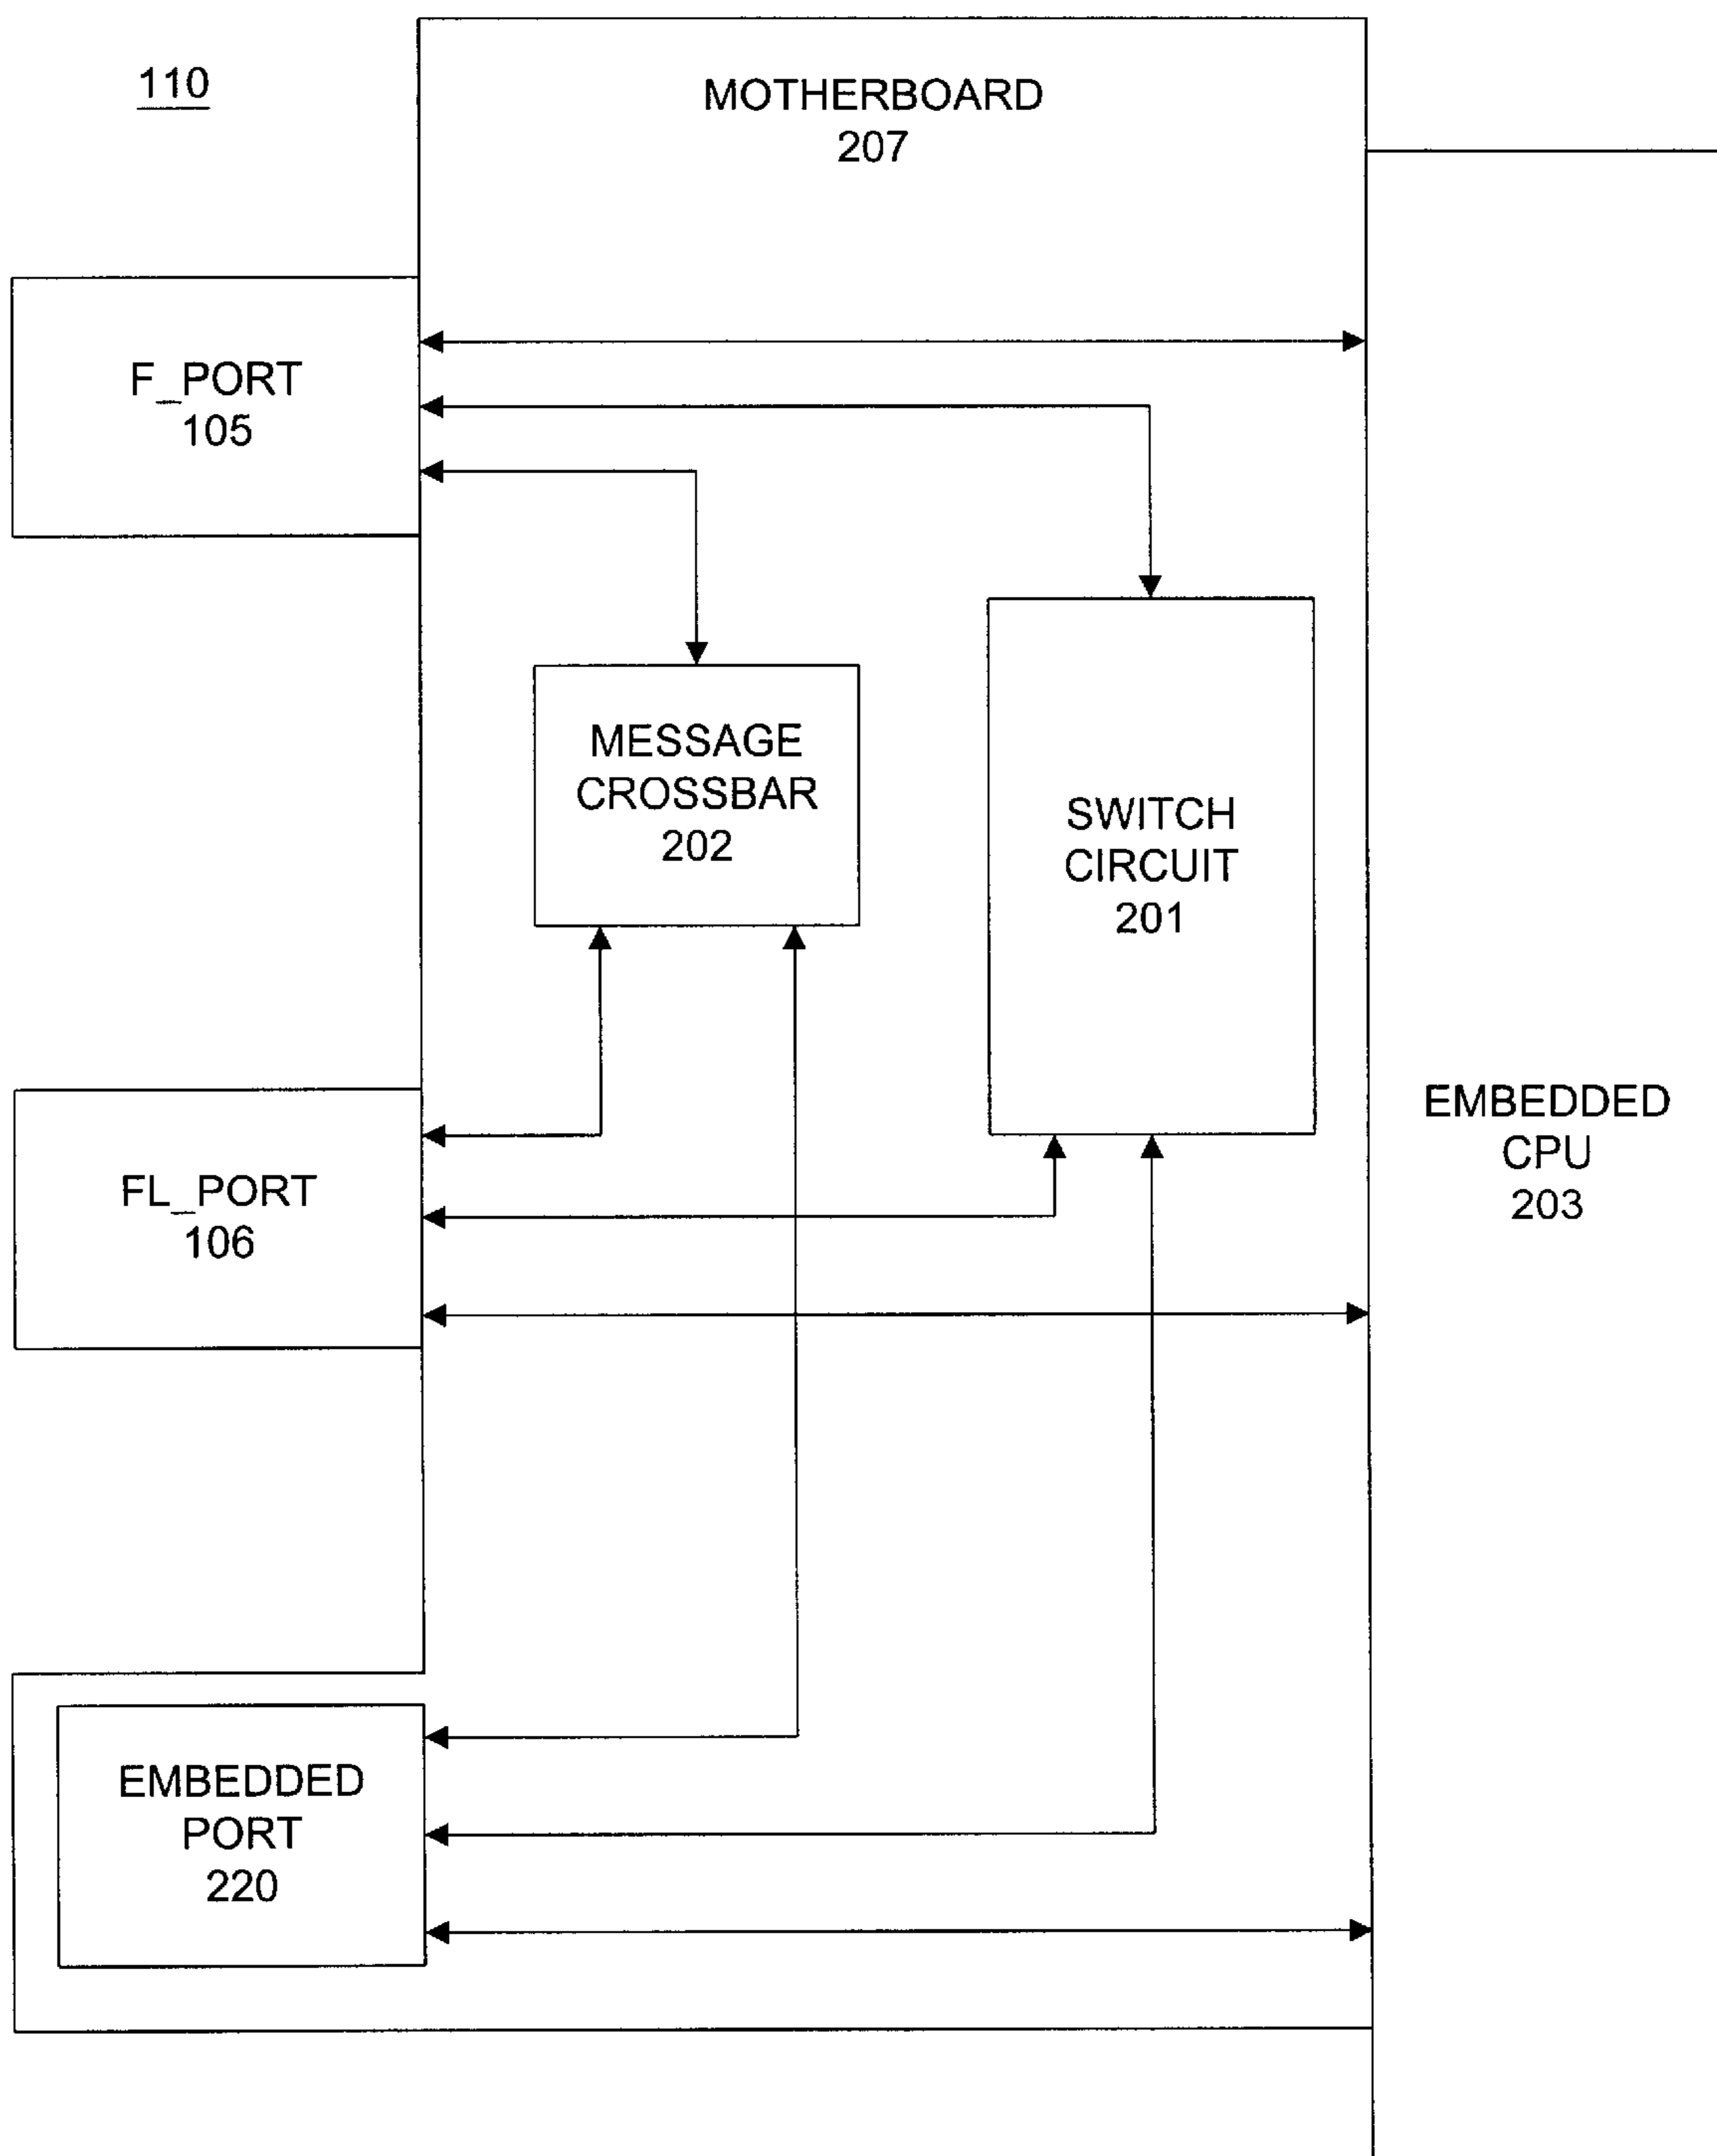 110
MOTHERBOARD
207
F_PORT
105
MESSAGE
CROSSBAR
202
SWITCH
CIRCUIT
201
EMBEDDED
CPU
203
FL_PORT
106
EMBEDDED
PORT
220